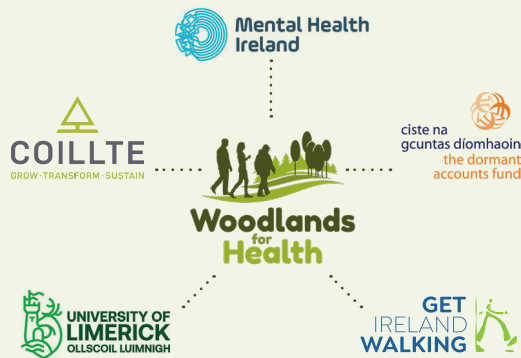 Mental Health
Ireland
COILLTE
GROW · TRANSFORM · SUSTAIN
ciste na
gcuntas díomhaoin
the dormant
accounts fund
Woodlands
for
Health
UNIVERSITY OF
LIMERICK
OLLSCOIL LUIMNIGH
GET
IRELAND
WALKING